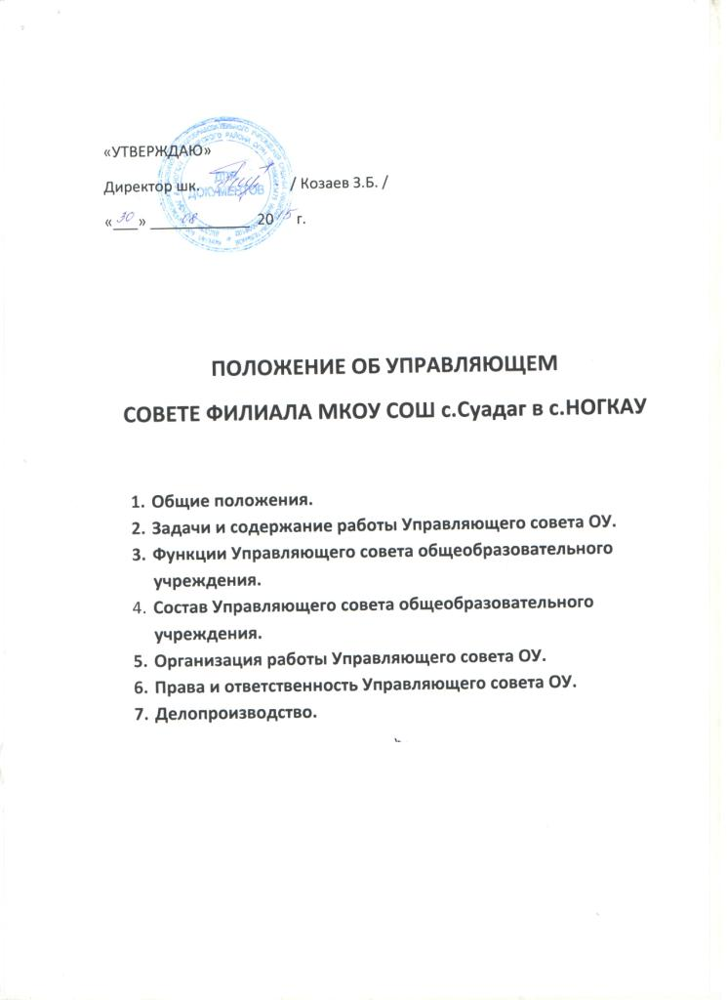 «УТВЕРЖДАЮ»
Директор шк. / Козаев З.Б. /
«30» 08 2015 г.
ДЛЯ
ДОКУМЕНТОВ
ПОЛОЖЕНИЕ ОБ УПРАВЛЯЮЩЕМ
СОВЕТЕ ФИЛИАЛА МКОУ СОШ с.Суадаг в с.НОГКАУ
1. Общие положения.
2. Задачи и содержание работы Управляющего совета ОУ.
3. Функции Управляющего совета общеобразовательного
учреждения.
4. Состав Управляющего совета общеобразовательного
учреждения.
5. Организация работы Управляющего совета ОУ.
6. Права и ответственность Управляющего совета ОУ.
7. Делопроизводство.